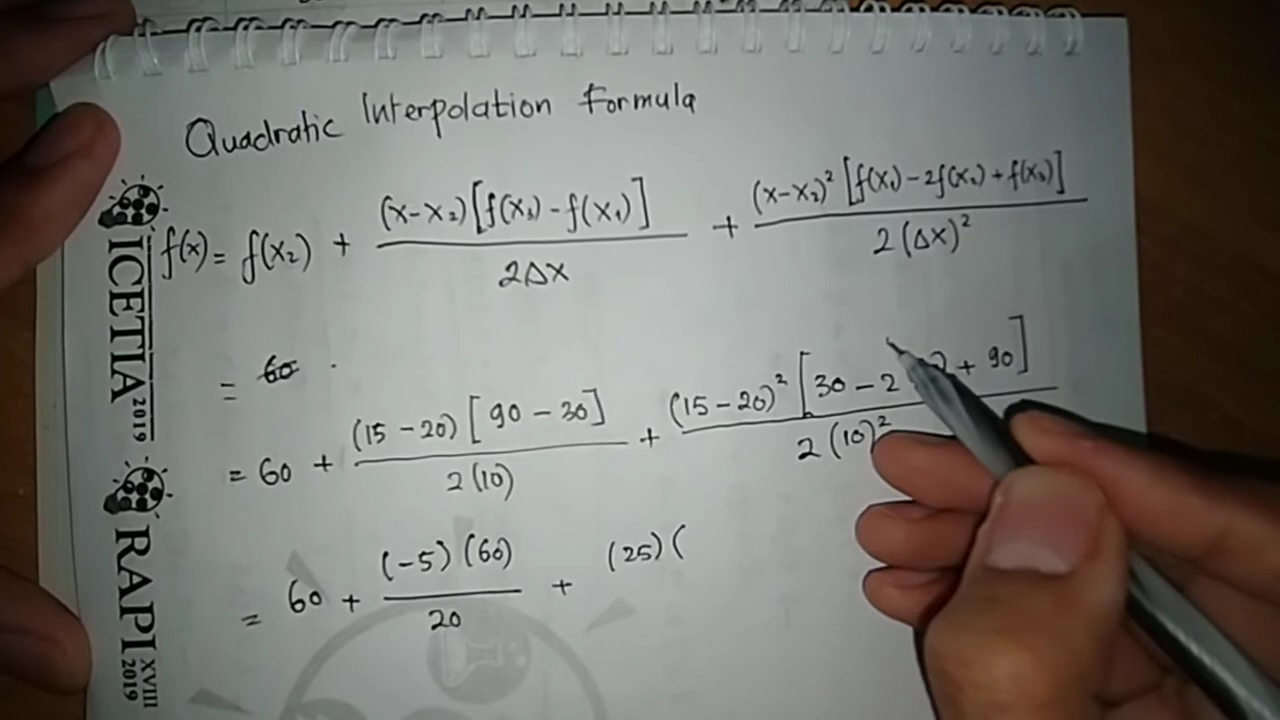 Quadratic Interpolation Formula
f(x) = f(x₂) + (x-x₂)[f(x₃) - f(x₁)] / 2Δx + (x-x₂)² [f(x₁) - 2f(x₂) + f(x₃)] / 2(Δx)²
= 60
= 60 + (15 - 20) [90 - 30] / 2(10) + (15 - 20)² [30 - 2 + 90] / 2(10)²
= 60 + (-5)(60) / 20 + (25)(
ICETIA 2019
RAPI XVIII 2019